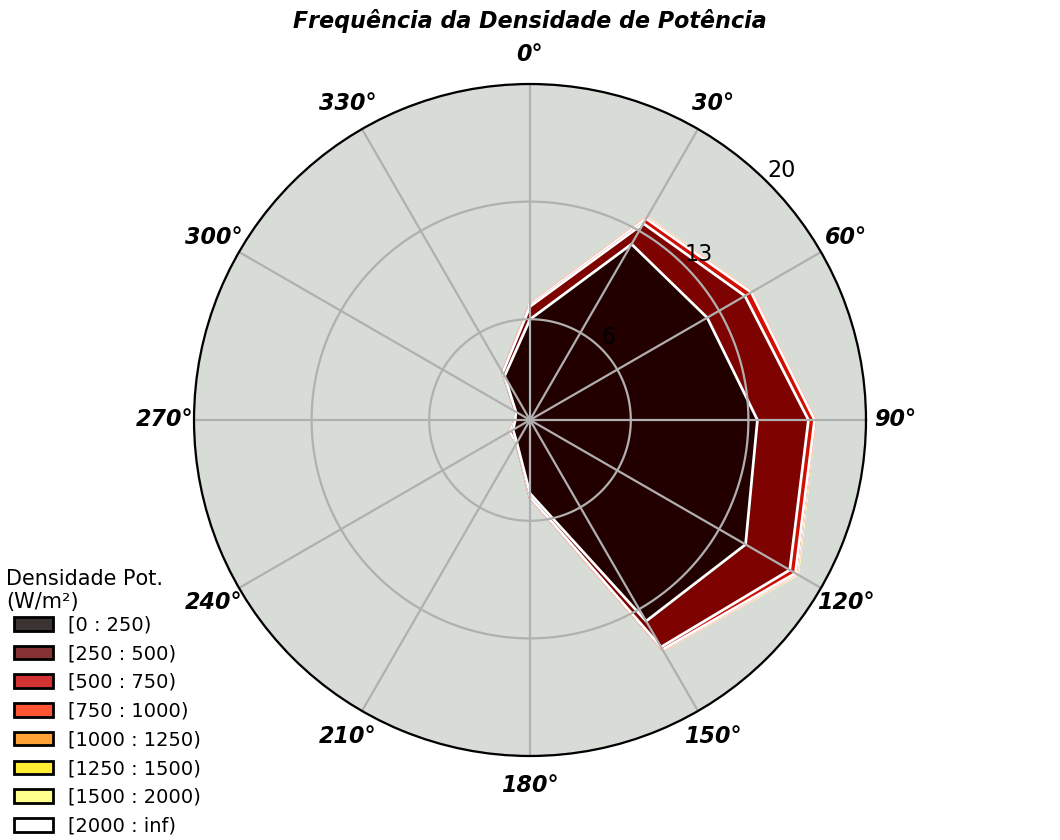 Frequência da Densidade de Potência
0°
330°
30°
20
300°
60°
13
6
270°
90°
240°
120°
210°
150°
180°
Densidade Pot.
(W/m²)
[0 : 250)
[250 : 500)
[500 : 750)
[750 : 1000)
[1000 : 1250)
[1250 : 1500)
[1500 : 2000)
[2000 : inf)